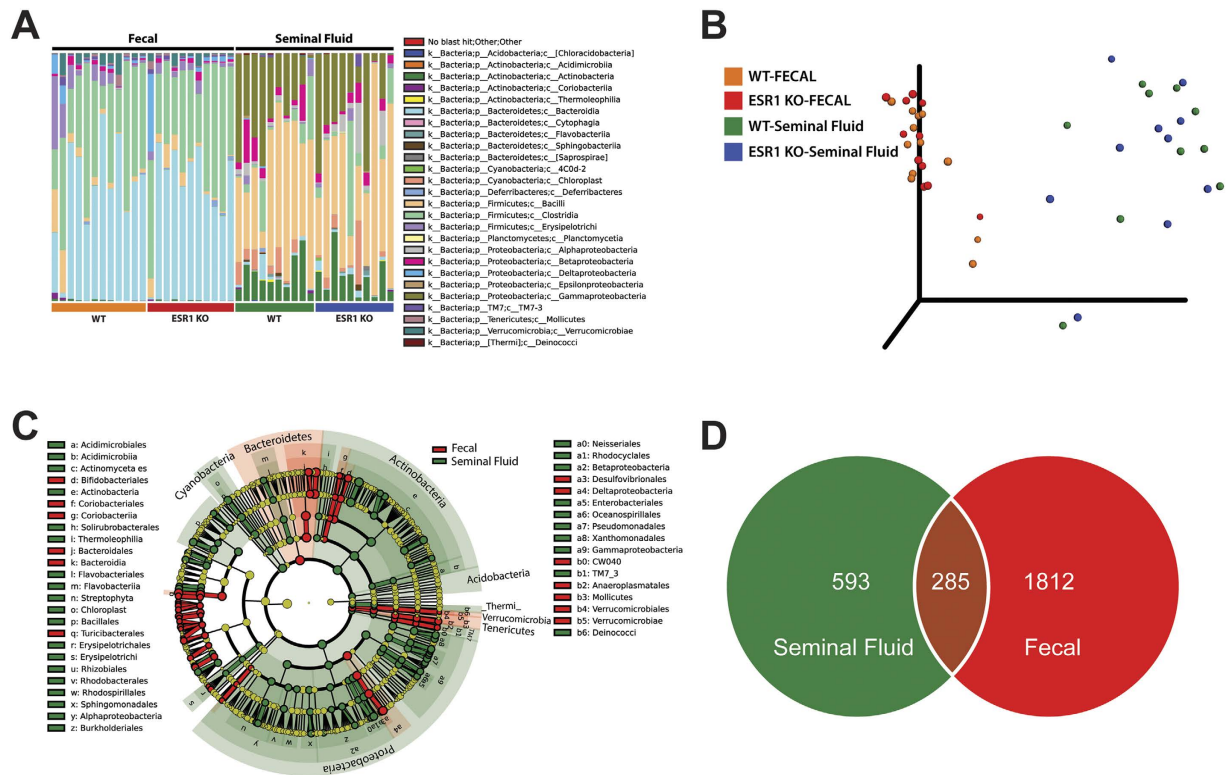 A
Fecal
Seminal Fluid
WT
ESR1 KO
WT
ESR1 KO
No blast hit;Other;Other
k__Bacteria;p__Acidobacteria;c__[Chloracidobacteria]
k__Bacteria;p__Actinobacteria;c__Acidimicrobiia
k__Bacteria;p__Actinobacteria;c__Actinobacteria
k__Bacteria;p__Actinobacteria;c__Coriobacteriia
k__Bacteria;p__Actinobacteria;c__Thermoleophilia
k__Bacteria;p__Bacteroidetes;c__Bacteroidia
k__Bacteria;p__Bacteroidetes;c__Cytophagia
k__Bacteria;p__Bacteroidetes;c__Flavobacteriia
k__Bacteria;p__Bacteroidetes;c__Sphingobacteriia
k__Bacteria;p__Bacteroidetes;c__[Saprospirae]
k__Bacteria;p__Cyanobacteria;c__4C0d-2
k__Bacteria;p__Cyanobacteria;c__Chloroplast
k__Bacteria;p__Deferribacteres;c__Deferribacteres
k__Bacteria;p__Firmicutes;c__Bacilli
k__Bacteria;p__Firmicutes;c__Clostridia
k__Bacteria;p__Firmicutes;c__Erysipelotrichi
k__Bacteria;p__Planctomycetes;c__Planctomycetia
k__Bacteria;p__Proteobacteria;c__Alphaproteobacteria
k__Bacteria;p__Proteobacteria;c__Betaproteobacteria
k__Bacteria;p__Proteobacteria;c__Deltaproteobacteria
k__Bacteria;p__Proteobacteria;c__Epsilonproteobacteria
k__Bacteria;p__Proteobacteria;c__Gammaproteobacteria
k__Bacteria;p__TM7;c__TM7-3
k__Bacteria;p__Tenericutes;c__Mollicutes
k__Bacteria;p__Verrucomicrobia;c__Verrucomicrobiae
k__Bacteria;p__[Thermi];c__Deinococci
B
WT-FECAL
ESR1 KO-FECAL
WT-Seminal Fluid
ESR1 KO-Seminal Fluid
C
a: Acidimicrobiales
b: Acidimicrobiia
c: Actinomyceta es
d: Bifidobacteriales
e: Actinobacteria
f: Coriobacteriales
g: Coriobacteriia
h: Solirubrobacterales
i: Thermoleophilia
j: Bacteroidales
k: Bacteroidia
l: Flavobacteriales
m: Flavobacteriia
n: Streptophyta
o: Chloroplast
p: Bacillales
q: Turicibacterales
r: Erysipelotrichales
s: Erysipelotrichi
u: Rhizobiales
v: Rhodobacterales
w: Rhodospirillales
x: Sphingomonadales
y: Alphaproteobacteria
z: Burkholderiales
Cyanobacteria
Bacteroidetes
Actinobacteria
Acidobacteria
_Thermi_
Verrucomicrobia
Tenericutes
Proteobacteria
Fecal
Seminal Fluid
a0: Neisseriales
a1: Rhodocyclales
a2: Betaproteobacteria
a3: Desulfovibrionales
a4: Deltaproteobacteria
a5: Enterobacteriales
a6: Oceanospirillales
a7: Pseudomonadales
a8: Xanthomonadales
a9: Gammaproteobacteria
b0: CW040
b1: TM7_3
b2: Anaeroplasmatales
b3: Mollicutes
b4: Verrucomicrobiales
b5: Verrucomicrobiae
b6: Deinococci
D
593
285
1812
Seminal Fluid
Fecal